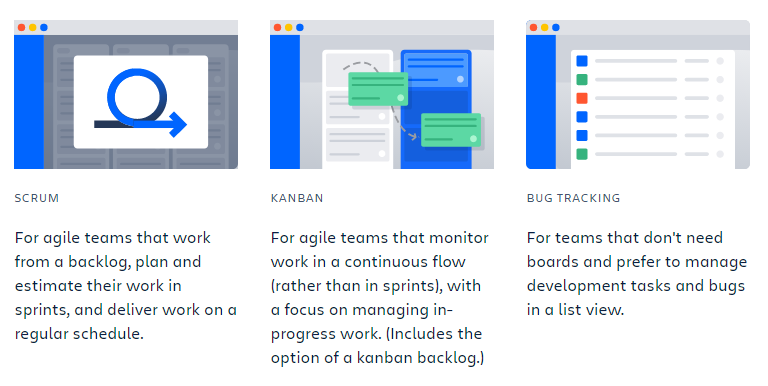 SCRUM
For agile teams that work
from a backlog, plan and
estimate their work in
sprints, and deliver work on a
regular schedule.
KANBAN
For agile teams that monitor
work in a continuous flow
(rather than in sprints), with
a focus on managing in-
progress work. (Includes the
option of a kanban backlog.)
BUG TRACKING
For teams that don't need
boards and prefer to manage
development tasks and bugs
in a list view.